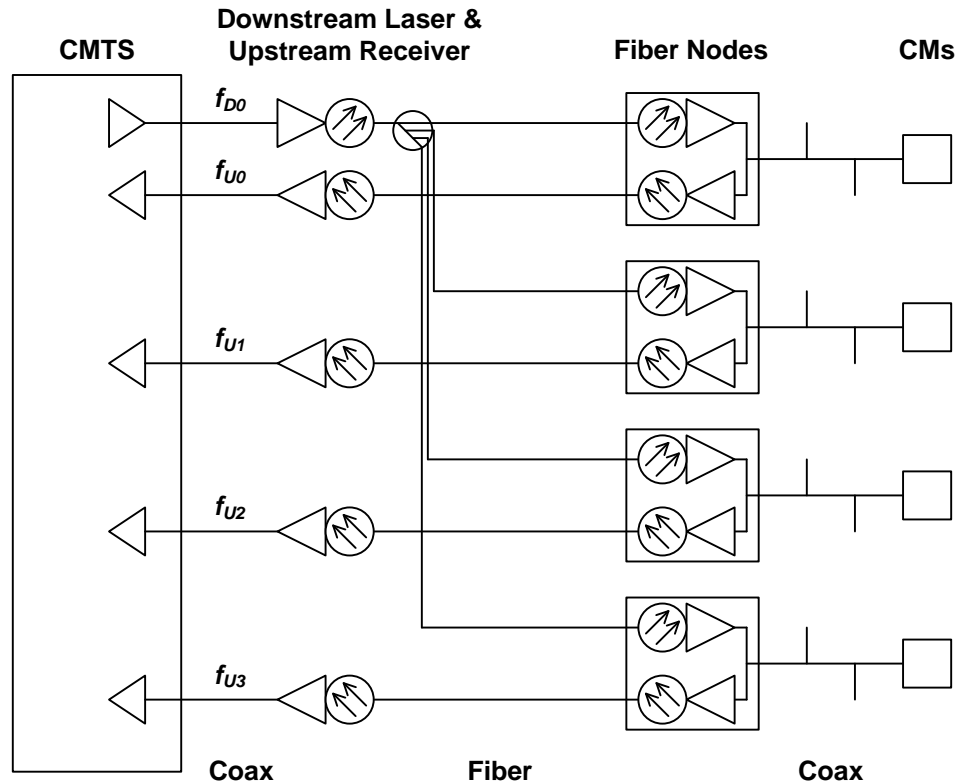 Downstream Laser &
Upstream Receiver
CMTS
Fiber Nodes
CMs
fD0
fU0
fU1
fU2
fU3
Coax
Fiber
Coax